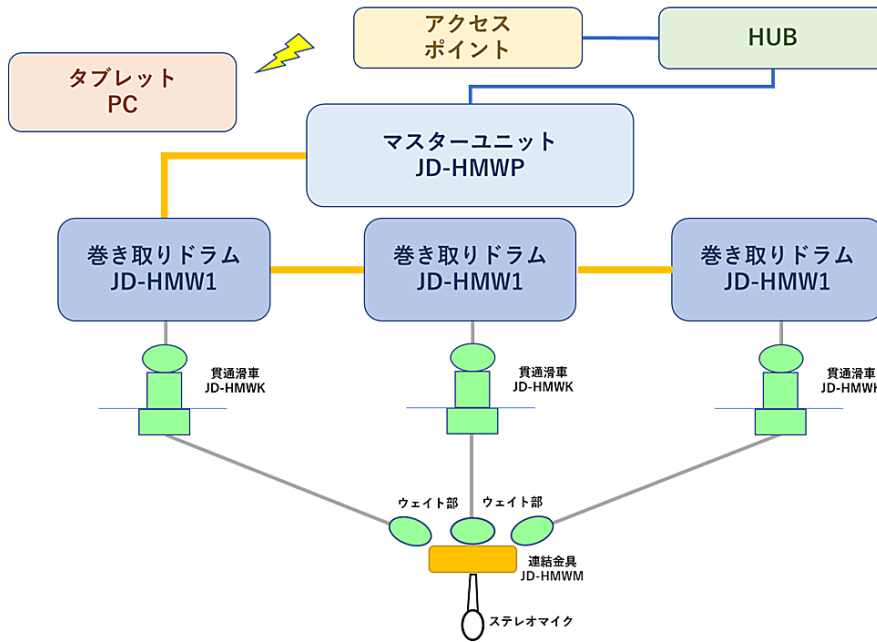 アクセス
ポイント
HUB
タブレット
PC
マスターユニット
JD-HMWP
巻き取りドラム
JD-HMW1
巻き取りドラム
JD-HMW1
巻き取りドラム
JD-HMW1
貫通滑車
JD-HMWK
貫通滑車
JD-HMWK
貫通滑車
JD-HMWK
ウェイト部
ウェイト部
連結金具
JD-HMWM
ステレオマイク